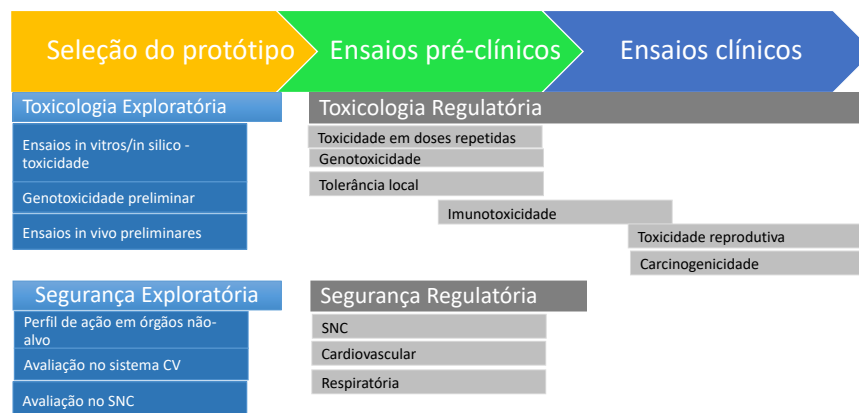 Seleção do protótipo
Ensaios pré-clínicos
Ensaios clínicos
Toxicologia Exploratória
Ensaios in vitros/in silico -
toxicidade
Genotoxicidade preliminar
Ensaios in vivo preliminares
Toxicologia Regulatória
Toxicidade em doses repetidas
Genotoxicidade
Tolerância local
Imunotoxicidade
Toxicidade reprodutiva
Carcinogenicidade
Segurança Exploratória
Perfil de ação em órgãos não-
alvo
Avaliação no sistema CV
Avaliação no SNC
Segurança Regulatória
SNC
Cardiovascular
Respiratória